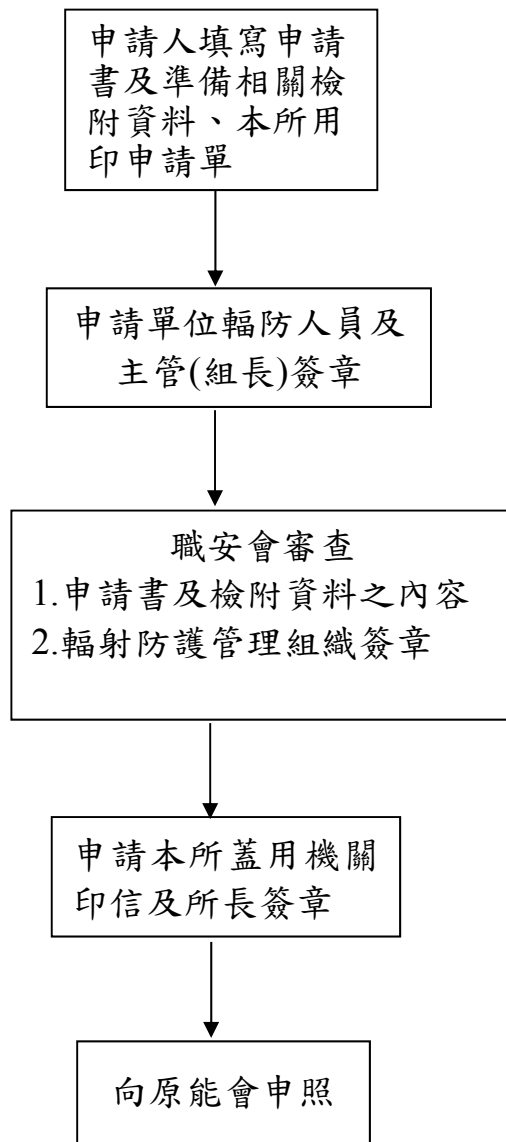 申請人填寫申請
書及準備相關檢
附資料、本所用
印申請單
申請單位輻防人員及
主管(組長)簽章
職安會審查
1.申請書及檢附資料之內容
2.輻射防護管理組織簽章
申請本所蓋用機關
印信及所長簽章
向原能會申照